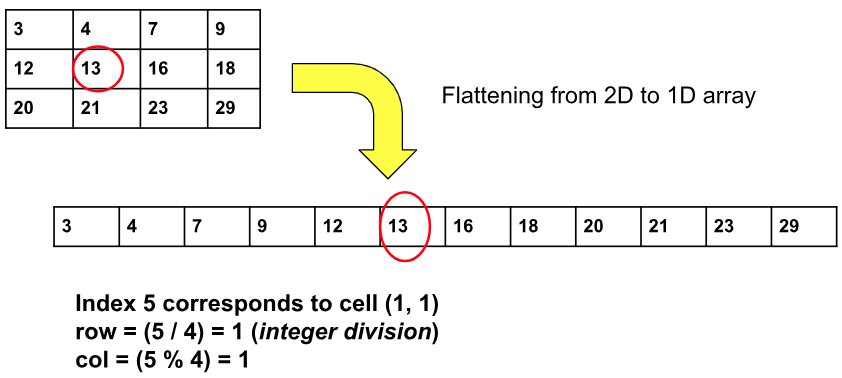 3 4 7 9
12 13 16 18
20 21 23 29
Flattening from 2D to 1D array
3 4 7 9 12 13 16 18 20 21 23 29
Index 5 corresponds to cell (1, 1)
row = (5 / 4) = 1 (integer division)
col = (5 % 4) = 1